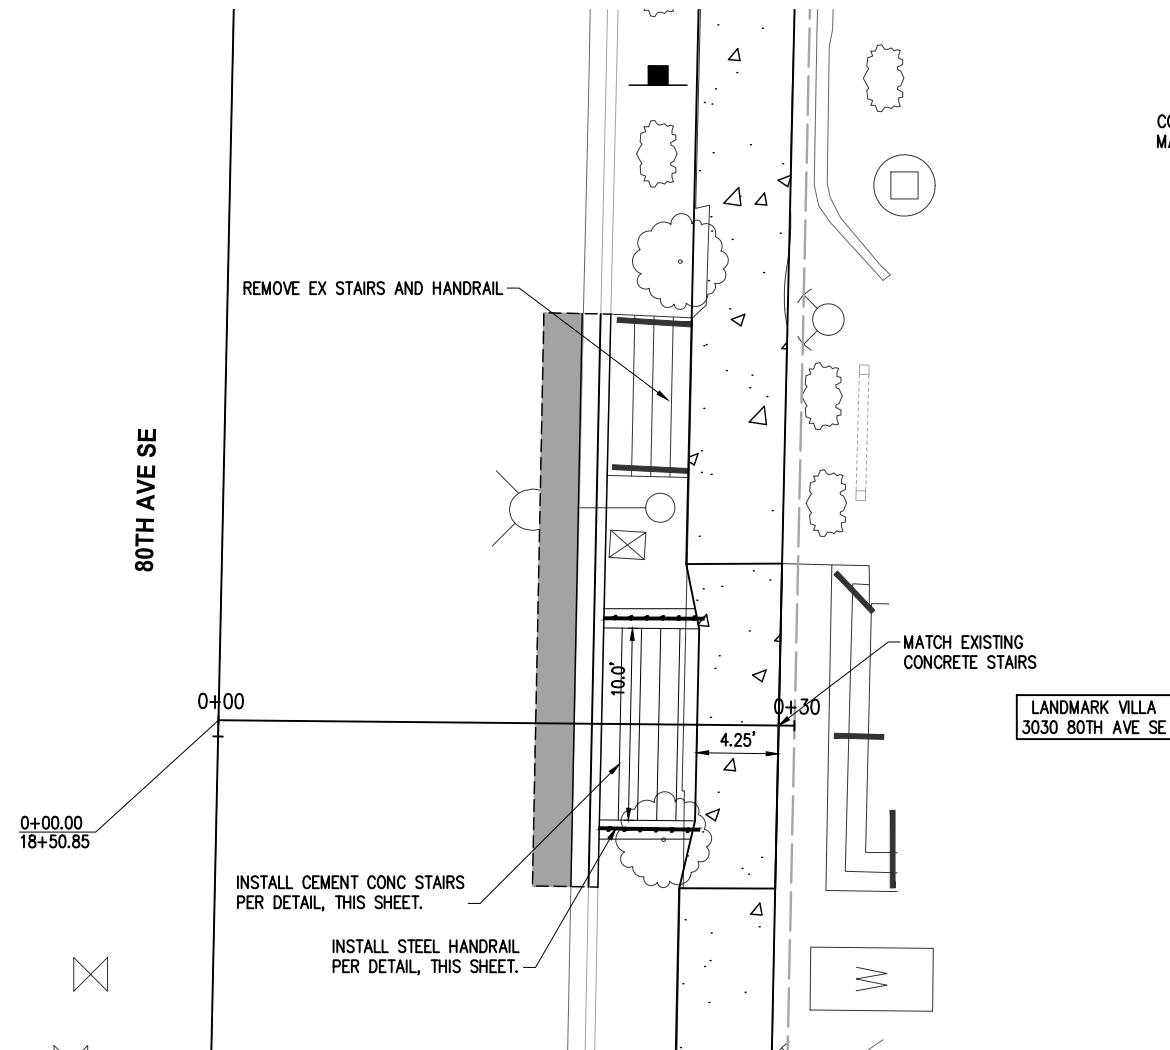 REMOVE EX STAIRS AND HANDRAIL
80TH AVE SE
10.0'
MATCH EXISTING
CONCRETE STAIRS
0+00
0+30
LANDMARK VILLA
3030 80TH AVE SE
4.25'
0+00.00
18+50.85
INSTALL CEMENT CONC STAIRS
PER DETAIL, THIS SHEET.
INSTALL STEEL HANDRAIL
PER DETAIL, THIS SHEET.
W